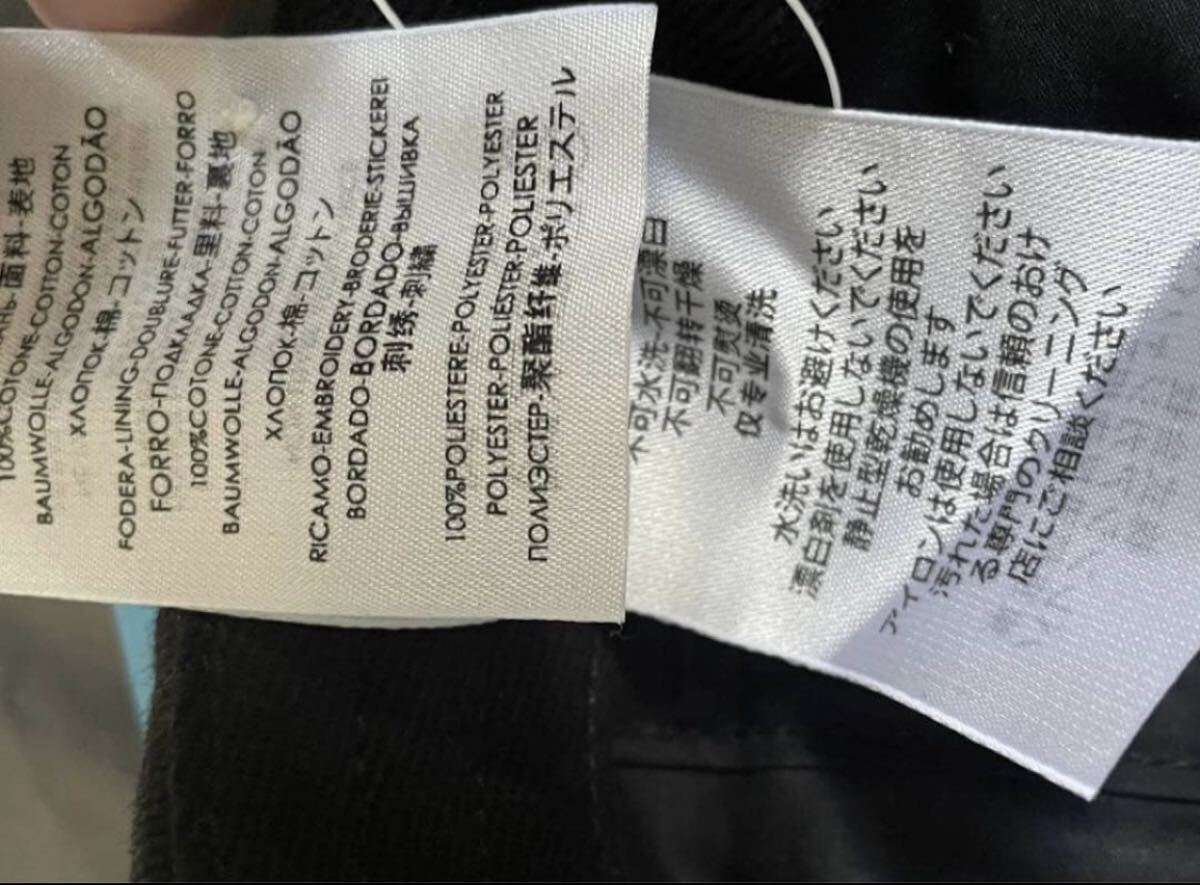 面料-表地
100%COTONE-COTTON-COTON
BAUMWOLLE-ALGODON-ALGODÃO
ХЛОПОК-棉-コットン
FODERA-LINING-DOUBLURE-FUTTER-FORRO
FORRO-ПОДКЛАДКА-里料-裏地
100%COTONE-COTTON-COTON
BAUMWOLLE-ALGODON-ALGODÃO
ХЛОПОК-棉-コットン
RICAMO-EMBROIDERY-BRODERIE-STICKEREI
BORDADO-BORDADO-ВЫШИВКА
刺绣-刺繍
100%POLIESTERE-POLYESTER-POLYESTER
POLYESTER-POLIESTER-POLIESTER
ПОЛИЭСТЕР-聚酯纤维-ポリエステル
不可水洗-不可漂白
不可翻转干燥
不可熨烫
仅专业清洗
水洗いはお避けください
漂白剤を使用しないでください
静止型乾燥機の使用を
お勧めします
アイロンは使用しないでください
汚れた場合は信頼のおけ
る専門のクリーニング
店にご相談ください